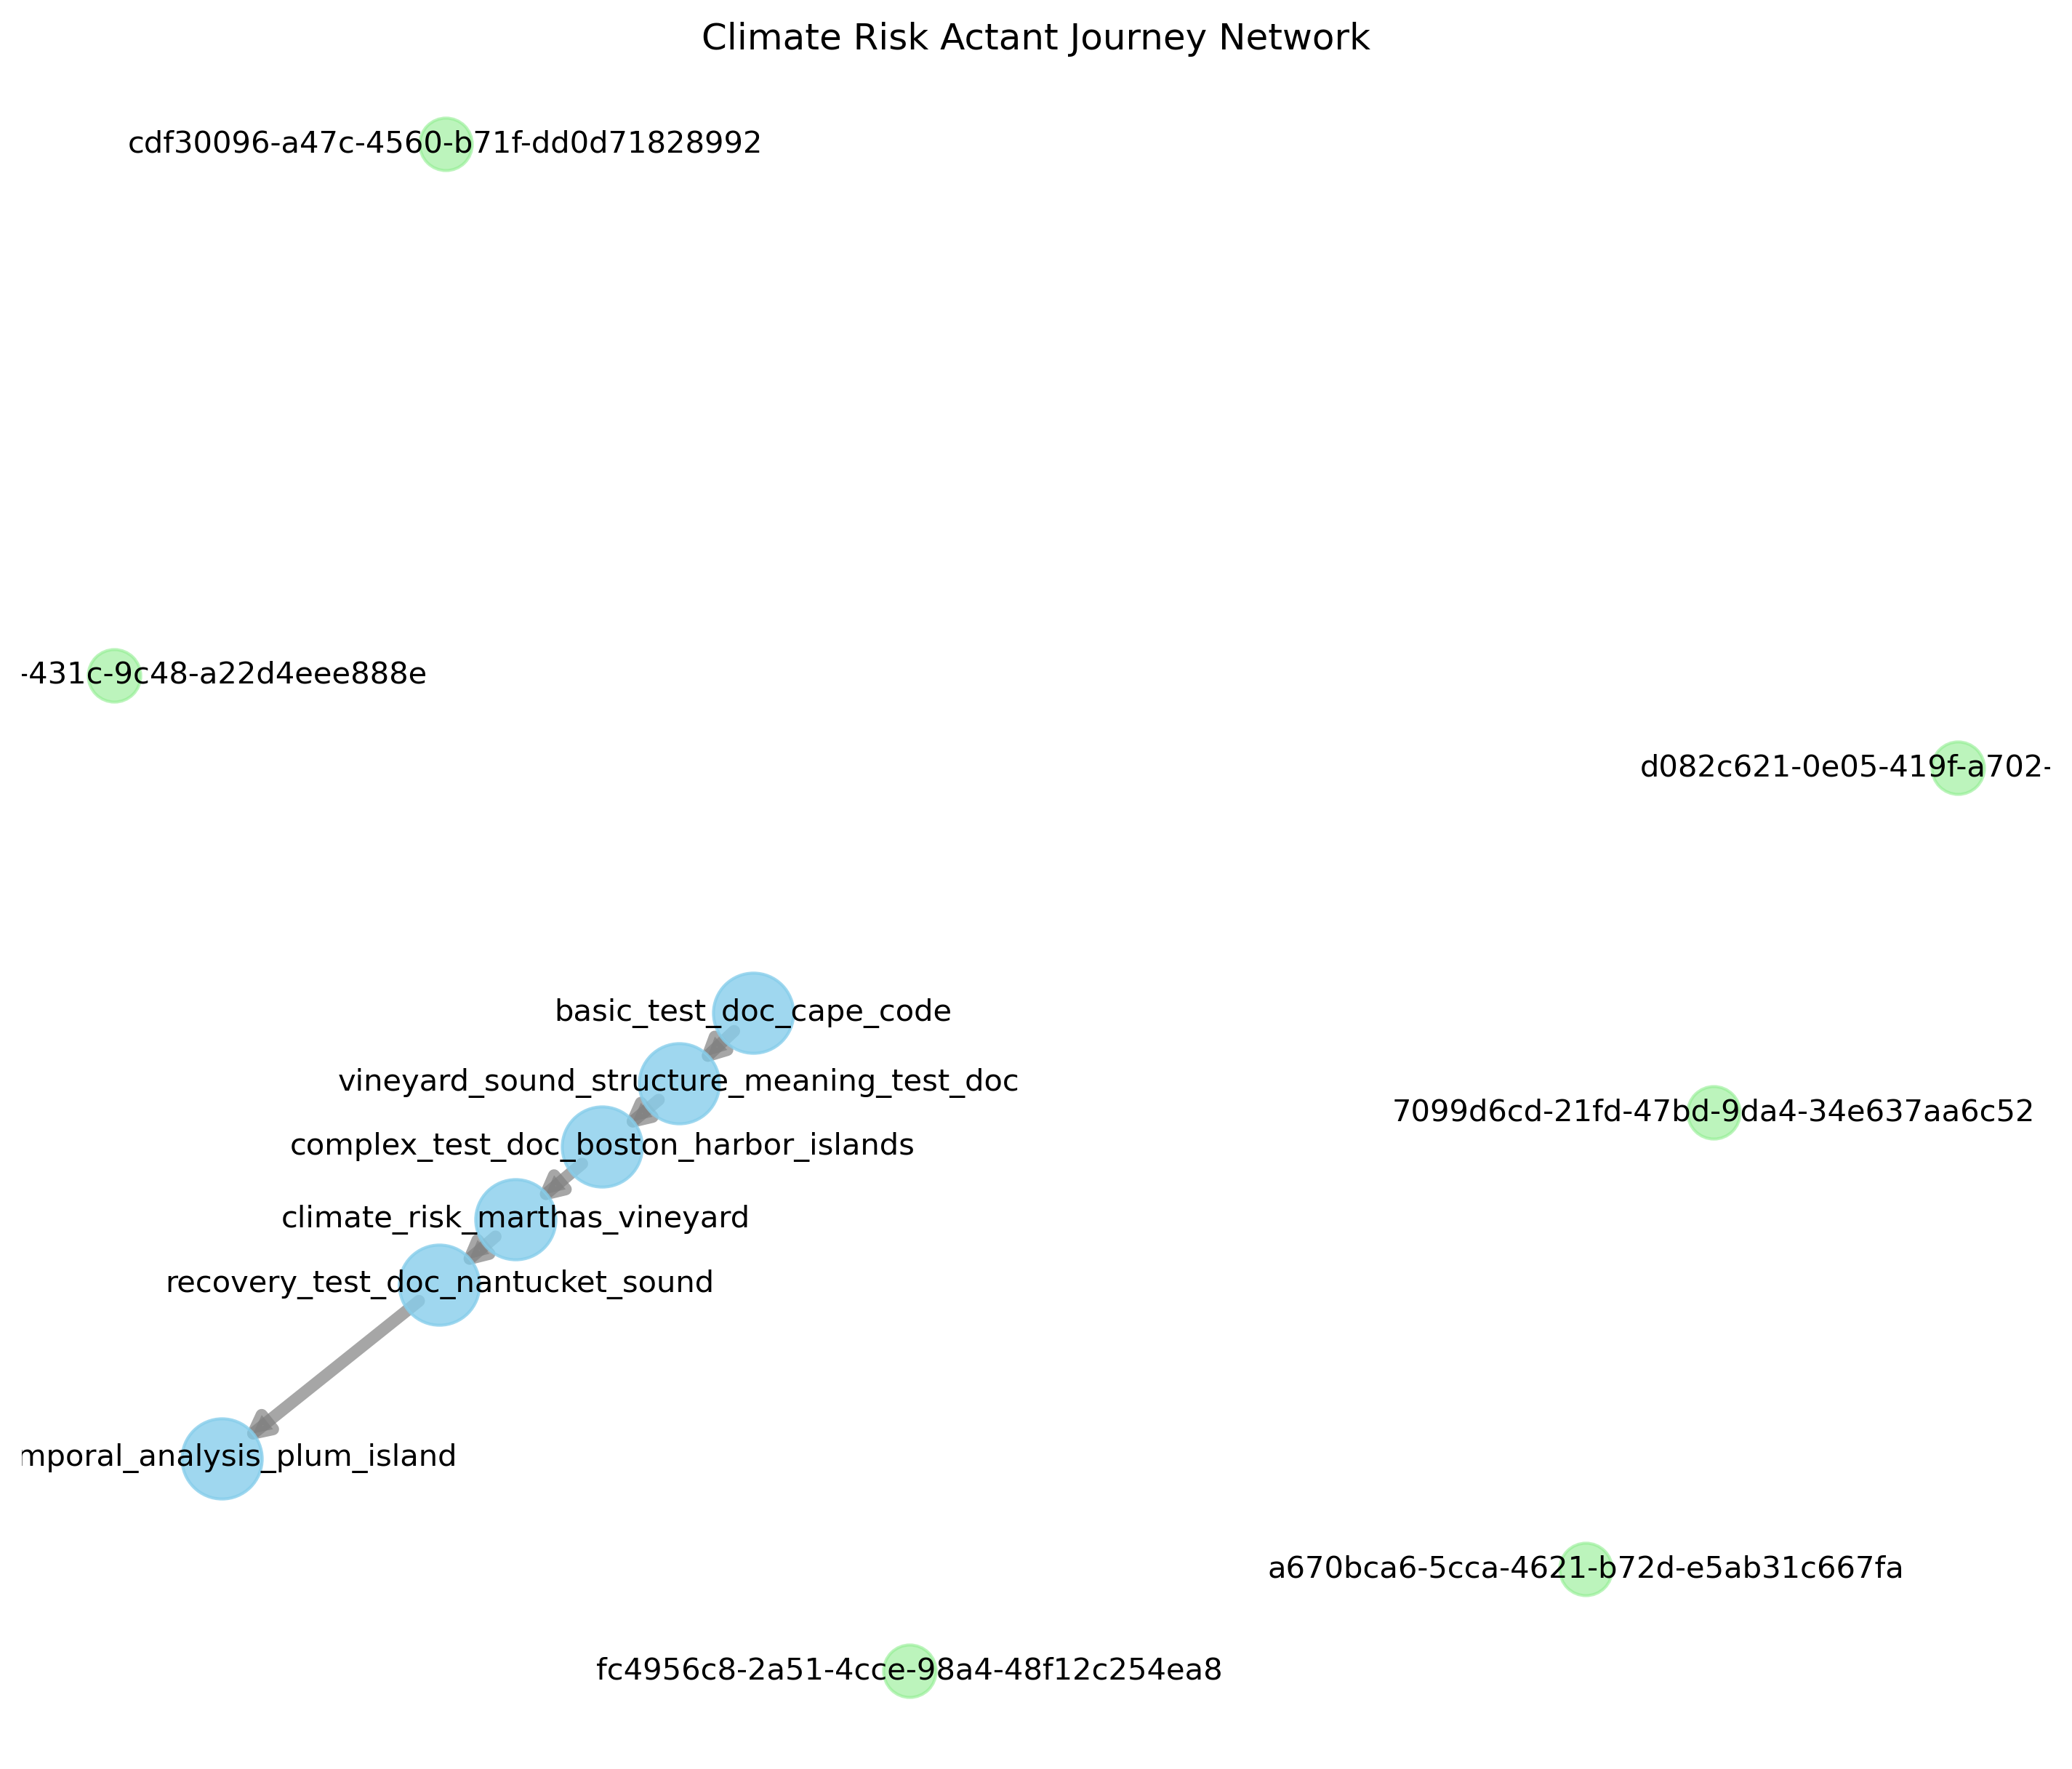 Climate Risk Actant Journey Network
cdf30096-a47c-4560-b71f-dd0d71828992
-431c-9c48-a22d4eee888e
d082c621-0e05-419f-a702-
basic_test_doc_cape_code
vineyard_sound_structure_meaning_test_doc
7099d6cd-21fd-47bd-9da4-34e637aa6c52
complex_test_doc_boston_harbor_islands
climate_risk_marthas_vineyard
recovery_test_doc_nantucket_sound
mporal_analysis_plum_island
a670bca6-5cca-4621-b72d-e5ab31c667fa
fc4956c8-2a51-4cce-98a4-48f12c254ea8